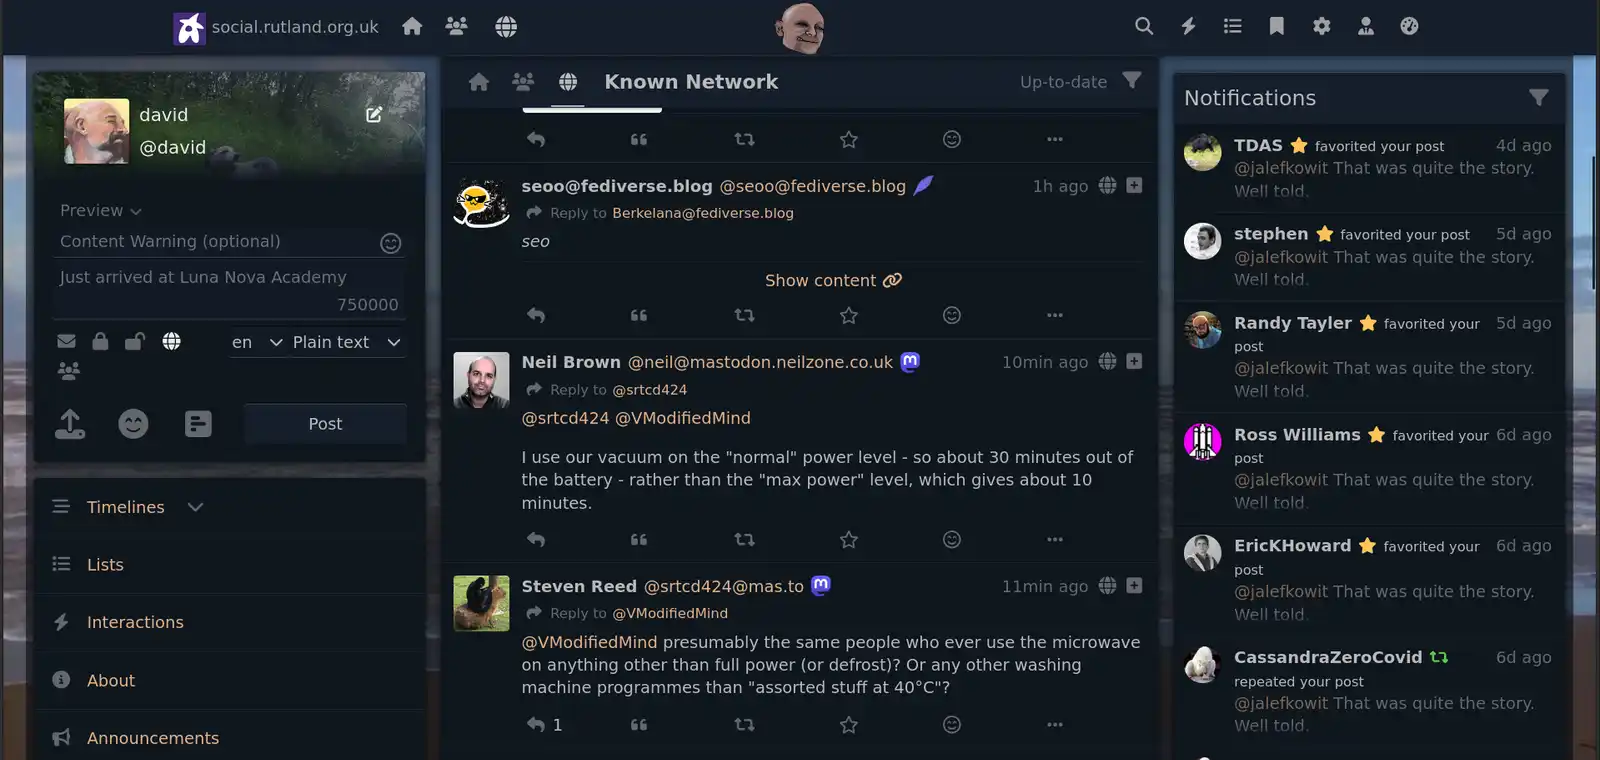 social.rutland.org.uk
david
@david
Preview
Content Warning (optional)
Just arrived at Luna Nova Academy
750000
en Plain text
Post
Timelines
Lists
Interactions
About
Announcements
Known Network Up-to-date
seoo@fediverse.blog @seoo@fediverse.blog 1h ago
Reply to Berkelana@fediverse.blog
seo
Show content
Neil Brown @neil@mastodon.neilzone.co.uk 10min ago
Reply to @srtcd424
@srtcd424 @VModifiedMind
I use our vacuum on the "normal" power level - so about 30 minutes out of
the battery - rather than the "max power" level, which gives about 10
minutes.
Steven Reed @srtcd424@mas.to 11min ago
Reply to @VModifiedMind
@VModifiedMind presumably the same people who ever use the microwave
on anything other than full power (or defrost)? Or any other washing
machine programmes than "assorted stuff at 40°C"?
1
Notifications
TDAS favorited your post 4d ago
@jalefkowit That was quite the story.
Well told.
stephen favorited your post 5d ago
@jalefkowit That was quite the story.
Well told.
Randy Tayler favorited your 5d ago
post
@jalefkowit That was quite the story.
Well told.
Ross Williams favorited your 6d ago
post
@jalefkowit That was quite the story.
Well told.
EricKHoward favorited your 6d ago
post
@jalefkowit That was quite the story.
Well told.
CassandraZeroCovid 6d ago
repeated your post
@jalefkowit That was quite the story.
Well told.